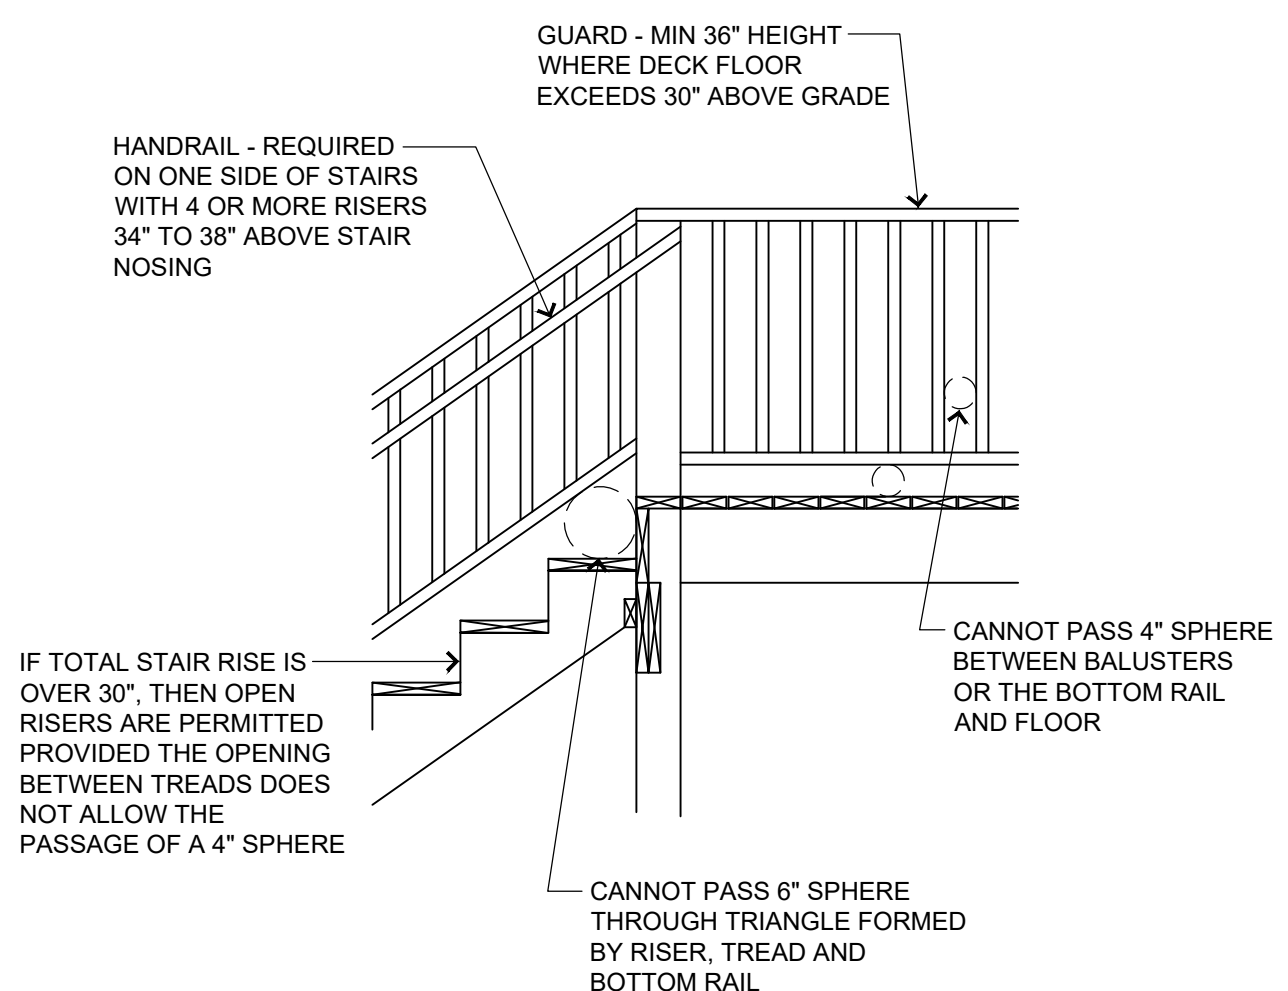 GUARD - MIN 36" HEIGHT
WHERE DECK FLOOR
EXCEEDS 30" ABOVE GRADE
HANDRAIL - REQUIRED
ON ONE SIDE OF STAIRS
WITH 4 OR MORE RISERS
34" TO 38" ABOVE STAIR
NOSING
IF TOTAL STAIR RISE IS
OVER 30", THEN OPEN
RISERS ARE PERMITTED
PROVIDED THE OPENING
BETWEEN TREADS DOES
NOT ALLOW THE
PASSAGE OF A 4" SPHERE
CANNOT PASS 4" SPHERE
BETWEEN BALUSTERS
OR THE BOTTOM RAIL
AND FLOOR
CANNOT PASS 6" SPHERE
THROUGH TRIANGLE FORMED
BY RISER, TREAD AND
BOTTOM RAIL